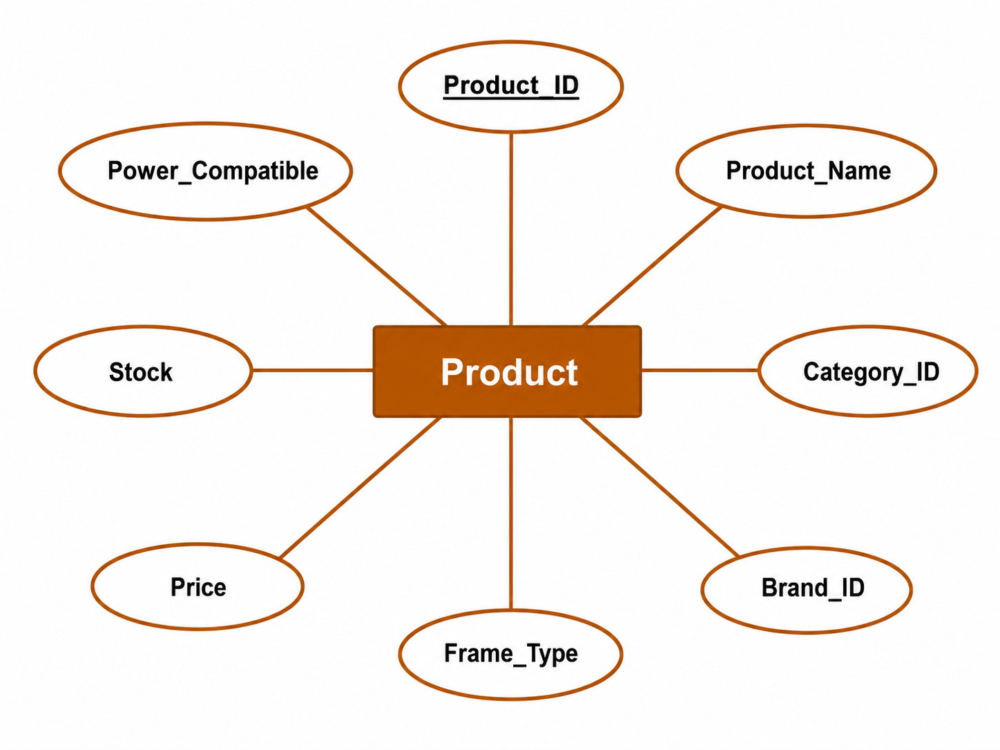 Product_ID
Power_Compatible
Product_Name
Stock
Product
Category_ID
Price
Brand_ID
Frame_Type